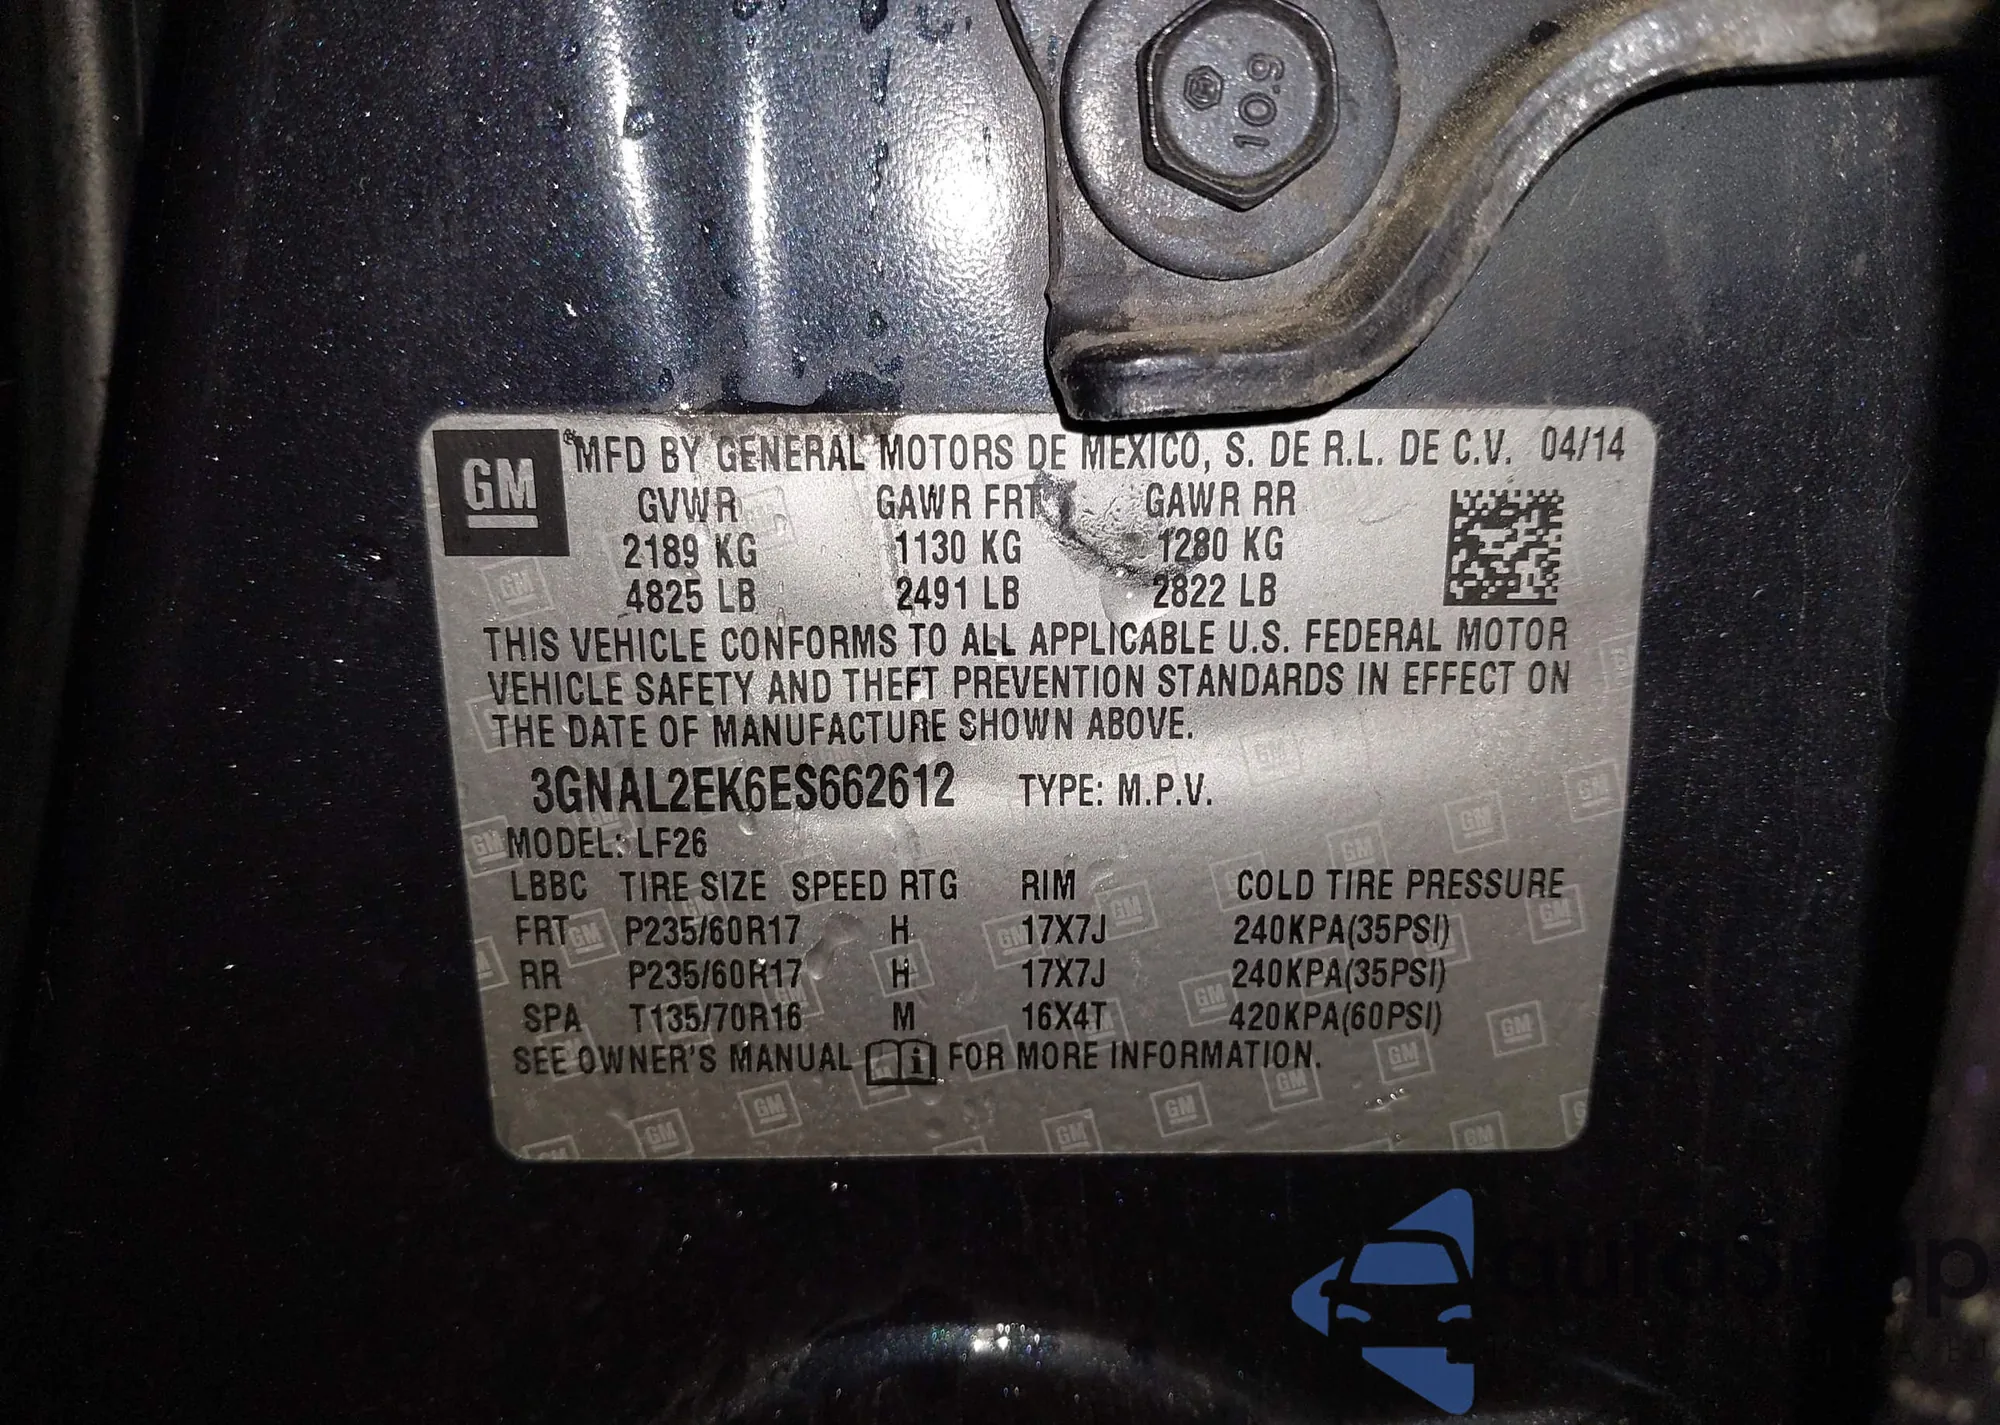 10.9
GM
® MFD BY GENERAL MOTORS DE MEXICO, S. DE R.L. DE C.V. 04/14
GVWR GAWR FRT GAWR RR
2189 KG 1130 KG 1280 KG
4825 LB 2491 LB 2822 LB
THIS VEHICLE CONFORMS TO ALL APPLICABLE U.S. FEDERAL MOTOR
VEHICLE SAFETY AND THEFT PREVENTION STANDARDS IN EFFECT ON
THE DATE OF MANUFACTURE SHOWN ABOVE.
3GNAL2EK6ES662612 TYPE: M.P.V.
MODEL: LF26
LBBC TIRE SIZE SPEED RTG RIM COLD TIRE PRESSURE
FRT P235/60R17 H 17X7J 240KPA(35PSI)
RR P235/60R17 H 17X7J 240KPA(35PSI)
SPA T135/70R16 M 16X4T 420KPA(60PSI)
SEE OWNER'S MANUAL i FOR MORE INFORMATION.